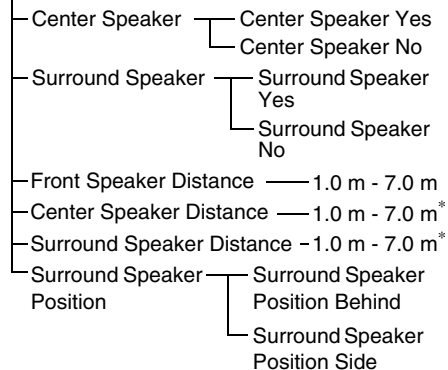 Center Speaker Center Speaker Yes
Center Speaker No
Surround Speaker Surround Speaker
Yes
Surround Speaker
No
Front Speaker Distance 1.0 m - 7.0 m
Center Speaker Distance 1.0 m - 7.0 m*
Surround Speaker Distance 1.0 m - 7.0 m*
Surround Speaker Surround Speaker
Position Position Behind
Surround Speaker
Position Side